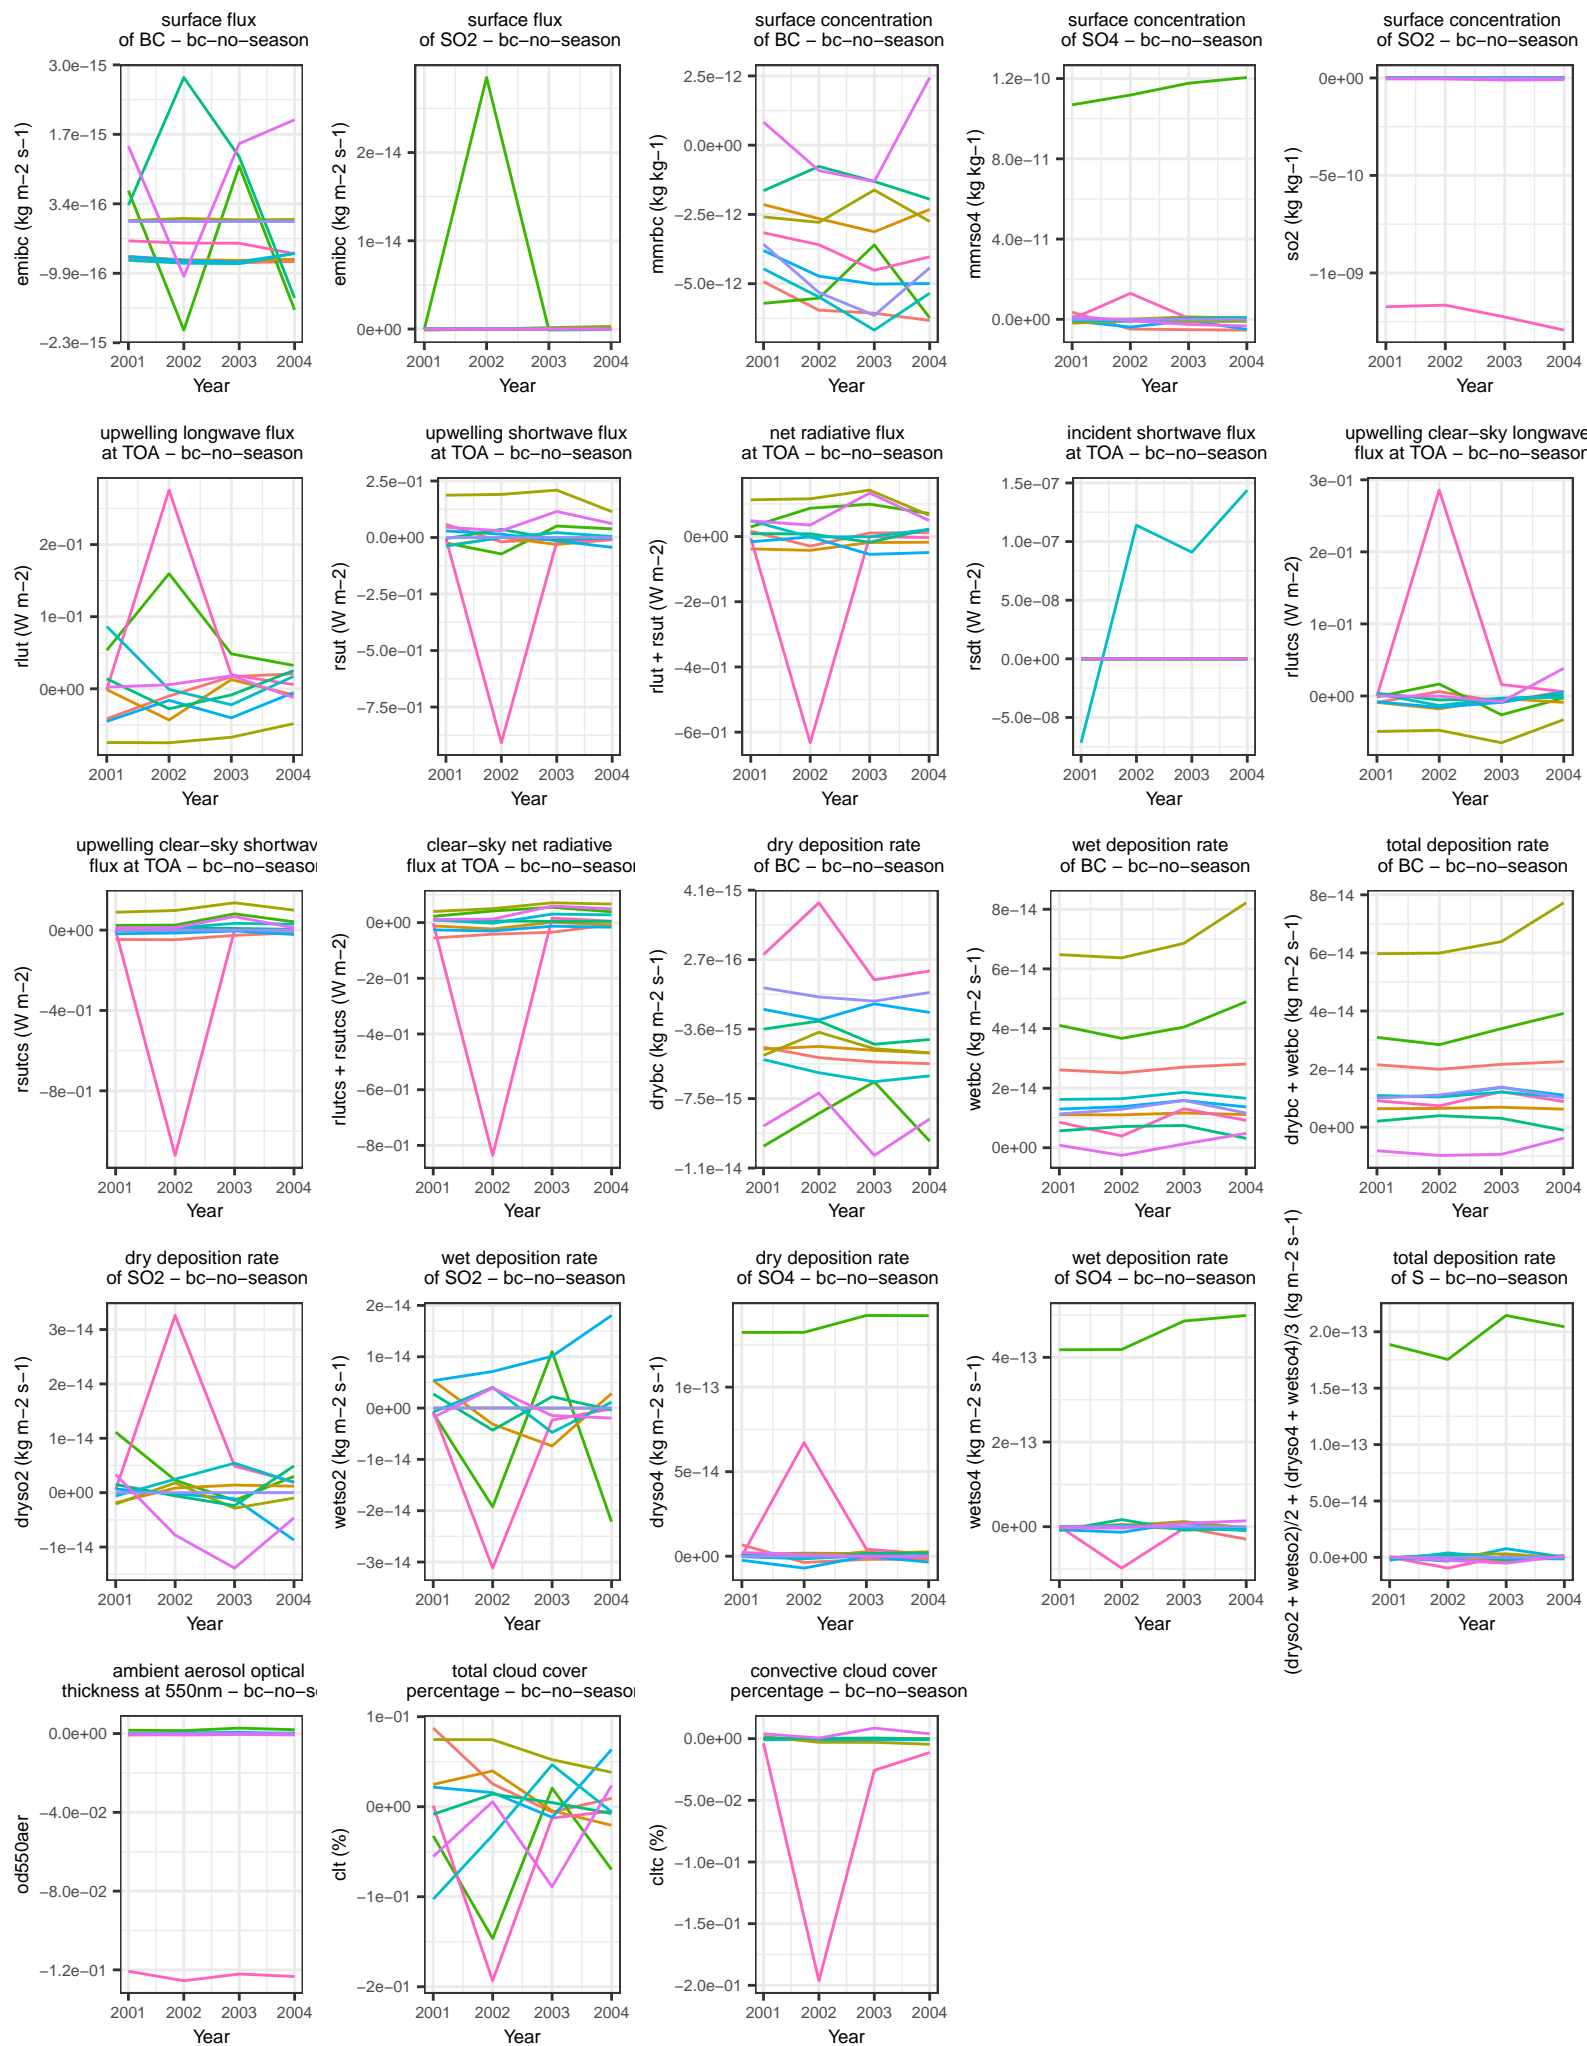 surface flux
of BC − bc−no−season
3.0e−15
1.7e−15
3.4e−16
−9.9e−16
−2.3e−15
emibc (kg m−2 s−1)
2001 2002 2003 2004
Year
surface flux
of SO2 − bc−no−season
2e−14
1e−14
0e+00
emibc (kg m−2 s−1)
2001 2002 2003 2004
Year
surface concentration
of BC − bc−no−season
2.5e−12
0.0e+00
−2.5e−12
−5.0e−12
mmrbc (kg kg−1)
2001 2002 2003 2004
Year
surface concentration
of SO4 − bc−no−season
1.2e−10
8.0e−11
4.0e−11
0.0e+00
mmrso4 (kg kg−1)
2001 2002 2003 2004
Year
surface concentration
of SO2 − bc−no−season
0e+00
−5e−10
−1e−09
so2 (kg kg−1)
2001 2002 2003 2004
Year
upwelling longwave flux
at TOA − bc−no−season
2e−01
1e−01
0e+00
rlut (W m−2)
2001 2002 2003 2004
Year
upwelling shortwave flux
at TOA − bc−no−season
2.5e−01
0.0e+00
−2.5e−01
−5.0e−01
−7.5e−01
rsut (W m−2)
2001 2002 2003 2004
Year
net radiative flux
at TOA − bc−no−season
0e+00
−2e−01
−4e−01
−6e−01
rlut + rsut (W m−2)
2001 2002 2003 2004
Year
incident shortwave flux
at TOA − bc−no−season
1.5e−07
1.0e−07
5.0e−08
0.0e+00
−5.0e−08
rsdt (W m−2)
2001 2002 2003 2004
Year
upwelling clear−sky longwave
flux at TOA − bc−no−season
3e−01
2e−01
1e−01
0e+00
rlutcs (W m−2)
2001 2002 2003 2004
Year
upwelling clear−sky shortwav
flux at TOA − bc−no−season
0e+00
−4e−01
−8e−01
rsutcs (W m−2)
2001 2002 2003 2004
Year
clear−sky net radiative
flux at TOA − bc−no−season
0e+00
−2e−01
−4e−01
−6e−01
−8e−01
rlutcs + rsutcs (W m−2)
2001 2002 2003 2004
Year
dry deposition rate
of BC − bc−no−season
4.1e−15
2.7e−16
−3.6e−15
−7.5e−15
−1.1e−14
drybc (kg m−2 s−1)
2001 2002 2003 2004
Year
wet deposition rate
of BC − bc−no−season
8e−14
6e−14
4e−14
2e−14
0e+00
wetbc (kg m−2 s−1)
2001 2002 2003 2004
Year
total deposition rate
of BC − bc−no−season
8e−14
6e−14
4e−14
2e−14
0e+00
drybc + wetbc (kg m−2 s−1)
2001 2002 2003 2004
Year
dry deposition rate
of SO2 − bc−no−season
3e−14
2e−14
1e−14
0e+00
−1e−14
dryso2 (kg m−2 s−1)
2001 2002 2003 2004
Year
wet deposition rate
of SO2 − bc−no−season
2e−14
1e−14
0e+00
−1e−14
−2e−14
−3e−14
wetso2 (kg m−2 s−1)
2001 2002 2003 2004
Year
dry deposition rate
of SO4 − bc−no−season
1e−13
5e−14
0e+00
dryso4 (kg m−2 s−1)
2001 2002 2003 2004
Year
wet deposition rate
of SO4 − bc−no−season
4e−13
2e−13
0e+00
wetso4 (kg m−2 s−1)
2001 2002 2003 2004
Year
total deposition rate
of S − bc−no−season
2.0e−13
1.5e−13
1.0e−13
5.0e−14
0.0e+00
(dryso2 + wetso2)/2 + (dryso4 + wetso4)/3 (kg m−2 s−1)
2001 2002 2003 2004
Year
ambient aerosol optical
thickness at 550nm − bc−no−s
0.0e+00
−4.0e−02
−8.0e−02
−1.2e−01
od550aer
2001 2002 2003 2004
Year
total cloud cover
percentage − bc−no−season
1e−01
0e+00
−1e−01
−2e−01
clt (%)
2001 2002 2003 2004
Year
convective cloud cover
percentage − bc−no−season
0.0e+00
−5.0e−02
−1.0e−01
−1.5e−01
−2.0e−01
cltc (%)
2001 2002 2003 2004
Year